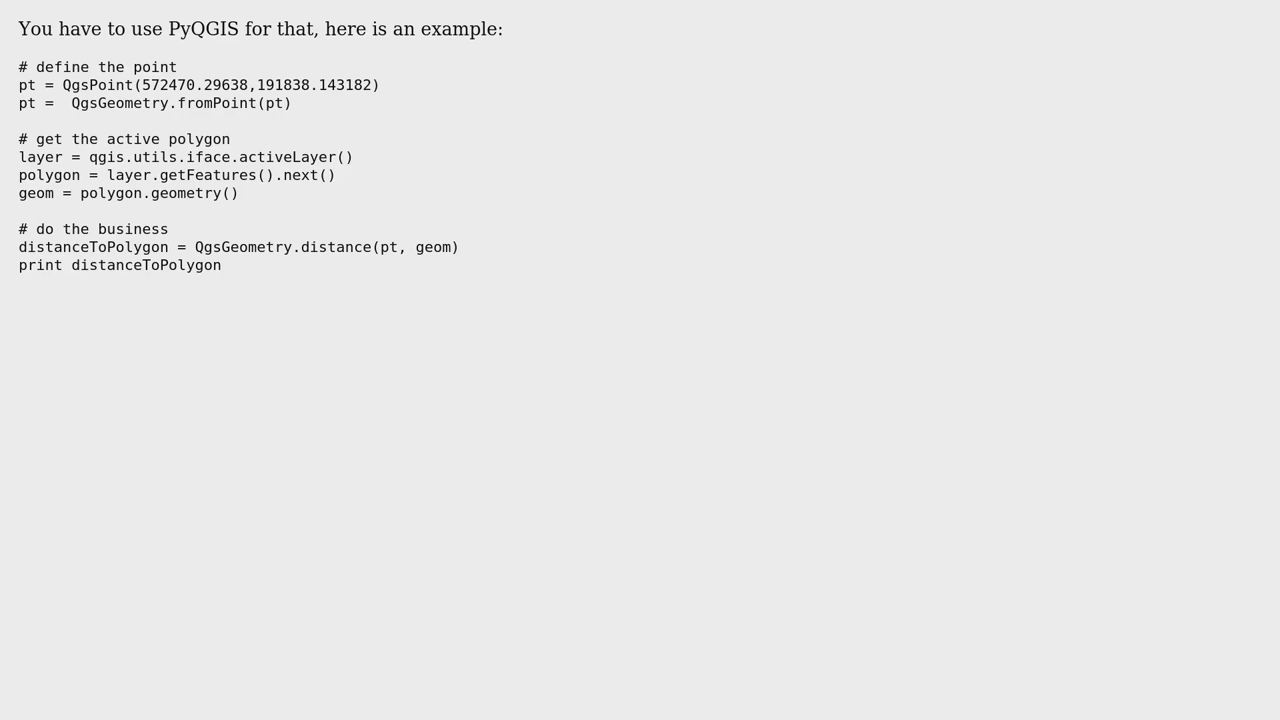 You have to use PyQGIS for that, here is an example:
# define the point
pt = QgsPoint(572470.29638,191838.143182)
pt =  QgsGeometry.fromPoint(pt)
# get the active polygon
layer = qgis.utils.iface.activeLayer()
polygon = layer.getFeatures().next()
geom = polygon.geometry()
# do the business
distanceToPolygon = QgsGeometry.distance(pt, geom)
print distanceToPolygon